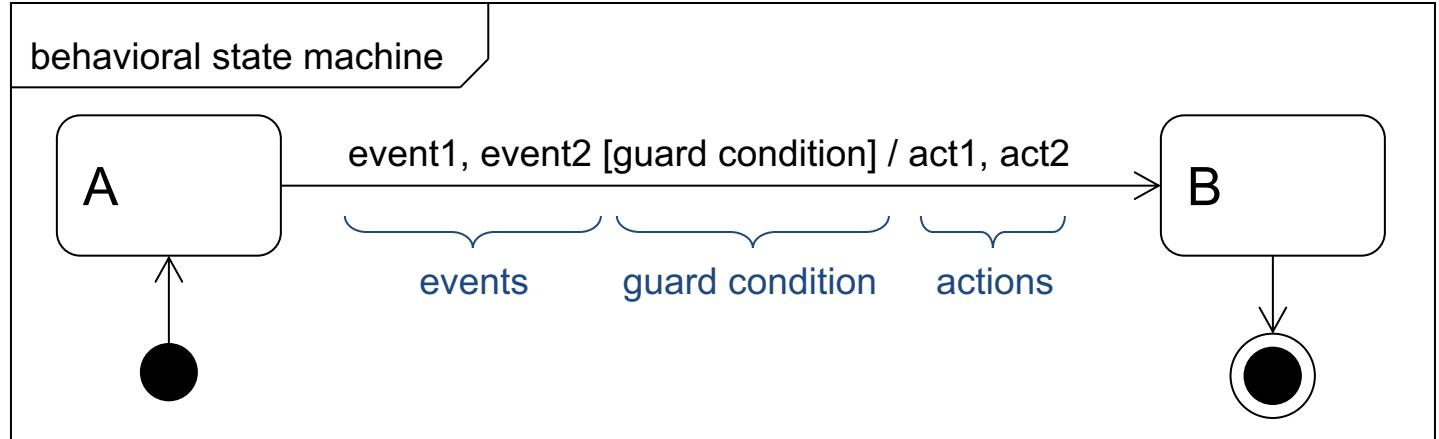 behavioral state machine
event1, event2 [guard condition] / act1, act2
A
B
events
guard condition
actions